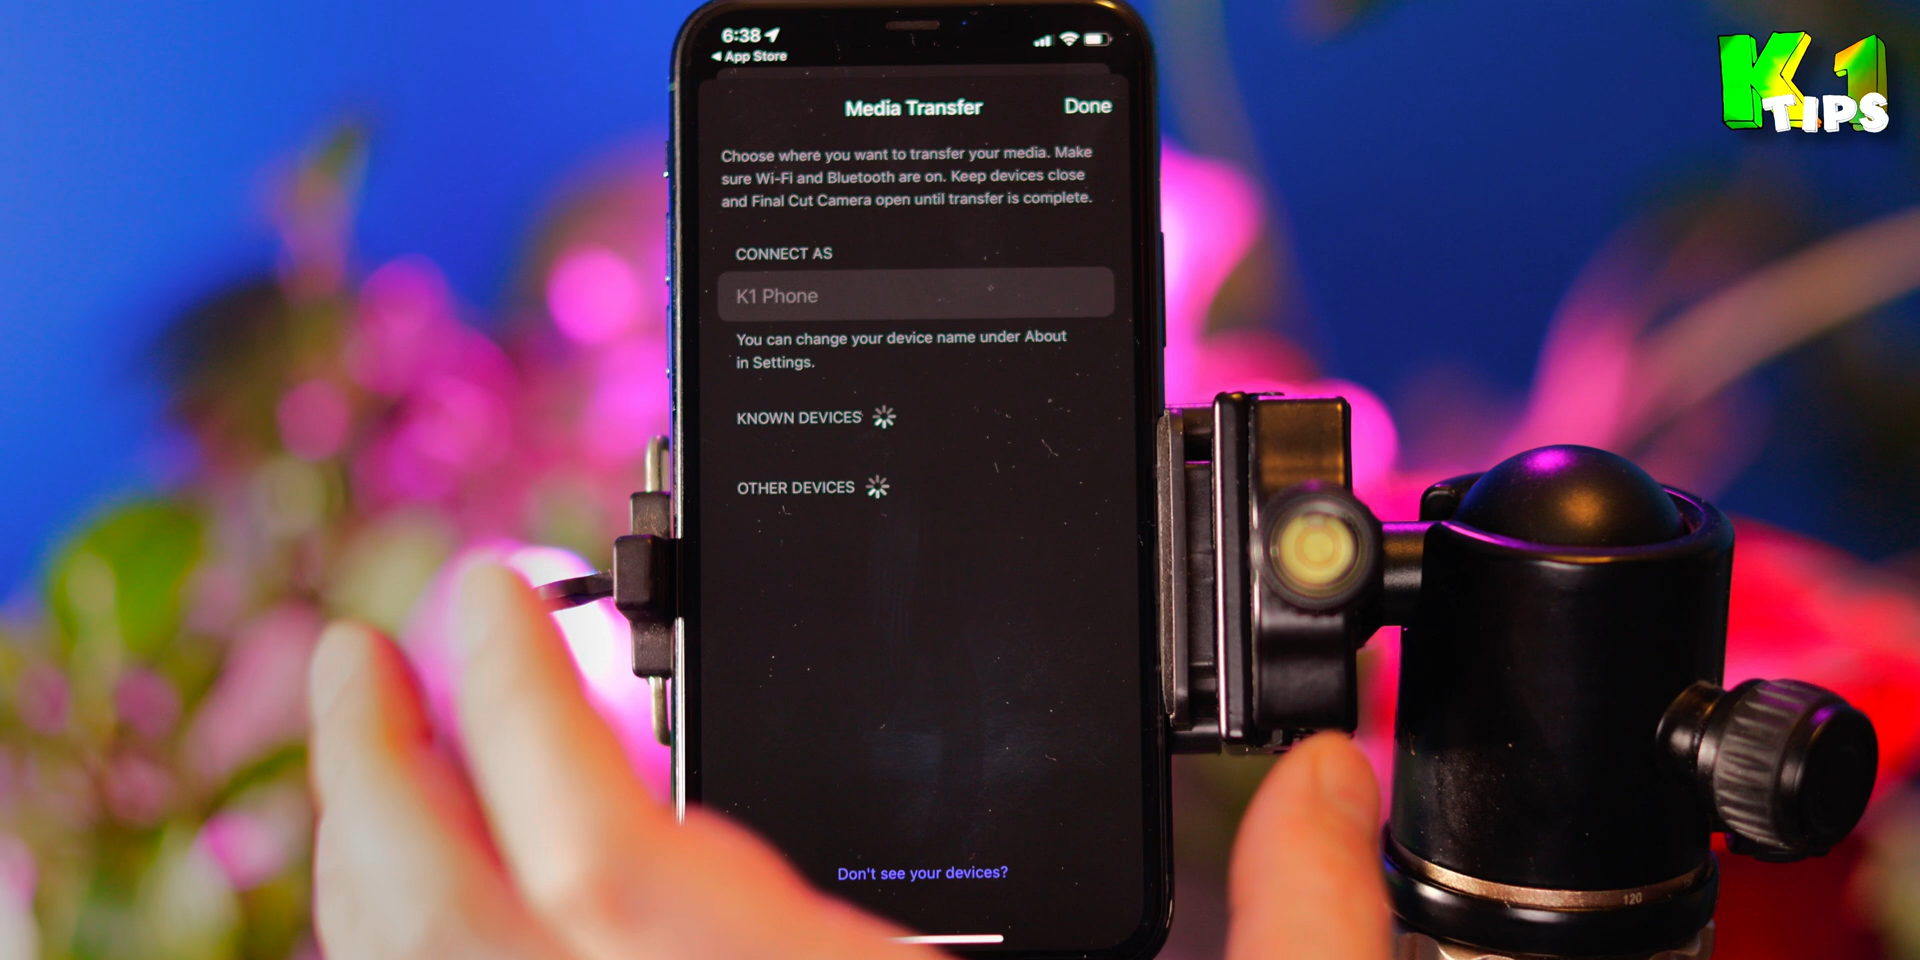 6:38
App Store
Media Transfer
Done
Choose where you want to transfer your media. Make
sure Wi-Fi and Bluetooth are on. Keep devices close
and Final Cut Camera open until transfer is complete.
CONNECT AS
K1 Phone
You can change your device name under About
in Settings.
KNOWN DEVICES
OTHER DEVICES
Don't see your devices?
K1
TIPS
120